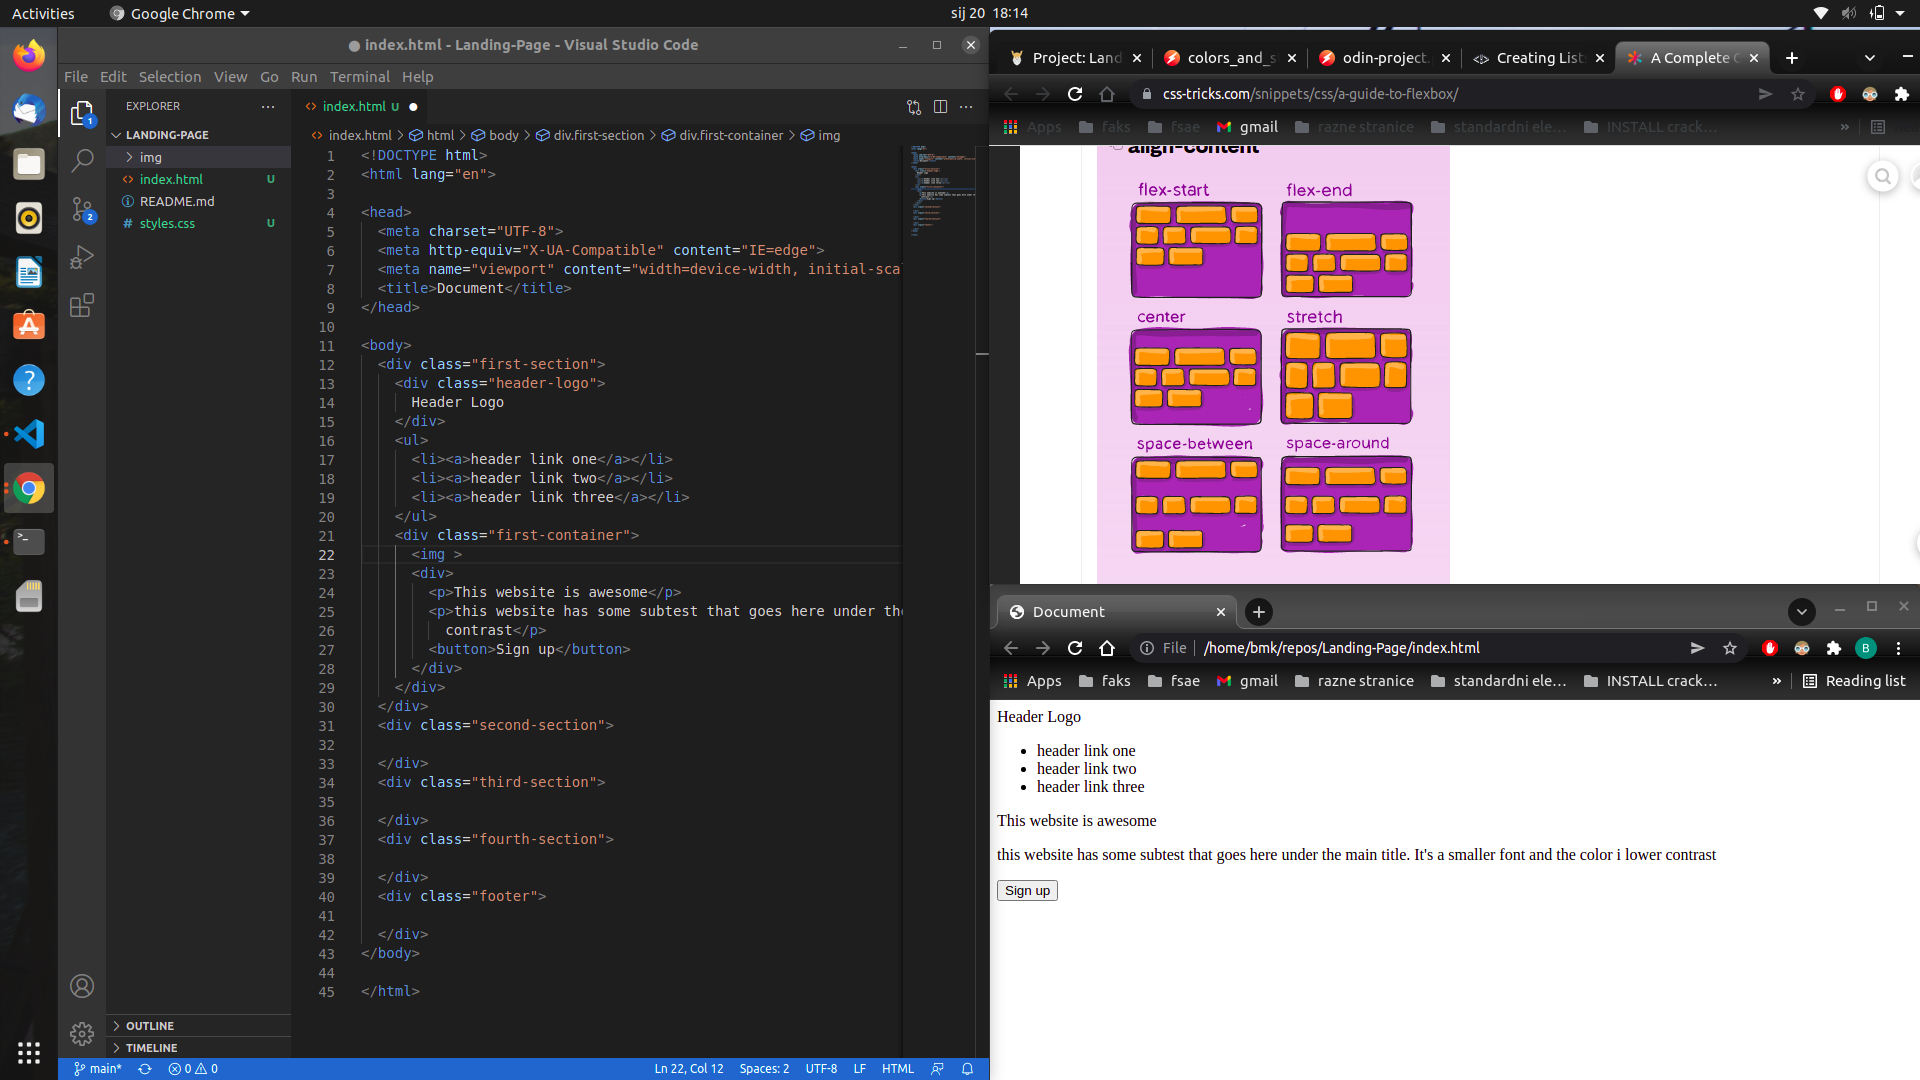 Activities
Google Chrome
sij 20 18:14
index.html - Landing-Page - Visual Studio Code
File Edit Selection View Go Run Terminal Help
EXPLORER
LANDING-PAGE
img
index.html U
README.md
styles.css U
OUTLINE
TIMELINE
1
2
index.html U
index.html > html > body > div.first-section > div.first-container > img
1 <!DOCTYPE html>
2 <html lang="en">
3
4 <head>
5 <meta charset="UTF-8">
6 <meta http-equiv="X-UA-Compatible" content="IE=edge">
7 <meta name="viewport" content="width=device-width, initial-sca
8 <title>Document</title>
9 </head>
10
11 <body>
12 <div class="first-section">
13 <div class="header-logo">
14 Header Logo
15 </div>
16 <ul>
17 <li><a>header link one</a></li>
18 <li><a>header link two</a></li>
19 <li><a>header link three</a></li>
20 </ul>
21 <div class="first-container">
22 <img >
23 <div>
24 <p>This website is awesome</p>
25 <p>this website has some subtest that goes here under the
26 contrast</p>
27 <button>Sign up</button>
28 </div>
29 </div>
30 </div>
31 <div class="second-section">
32
33 </div>
34 <div class="third-section">
35
36 </div>
37 <div class="fourth-section">
38
39 </div>
40 <div class="footer">
41
42 </div>
43 </body>
44
45 </html>
main* 0 0 Ln 22, Col 12 Spaces: 2 UTF-8 LF HTML
Project: Land
colors_and_s
odin-project.
Creating List
A Complete
css-tricks.com/snippets/css/a-guide-to-flexbox/
Apps faks fsae gmail razne stranice standardni ele... INSTALL crack... »
align-content
flex-start flex-end
center stretch
space-between space-around
Document
File /home/bmk/repos/Landing-Page/index.html
B
Apps faks fsae gmail razne stranice standardni ele... INSTALL crack... » Reading list
Header Logo
• header link one
• header link two
• header link three
This website is awesome
this website has some subtest that goes here under the main title. It's a smaller font and the color i lower contrast
Sign up